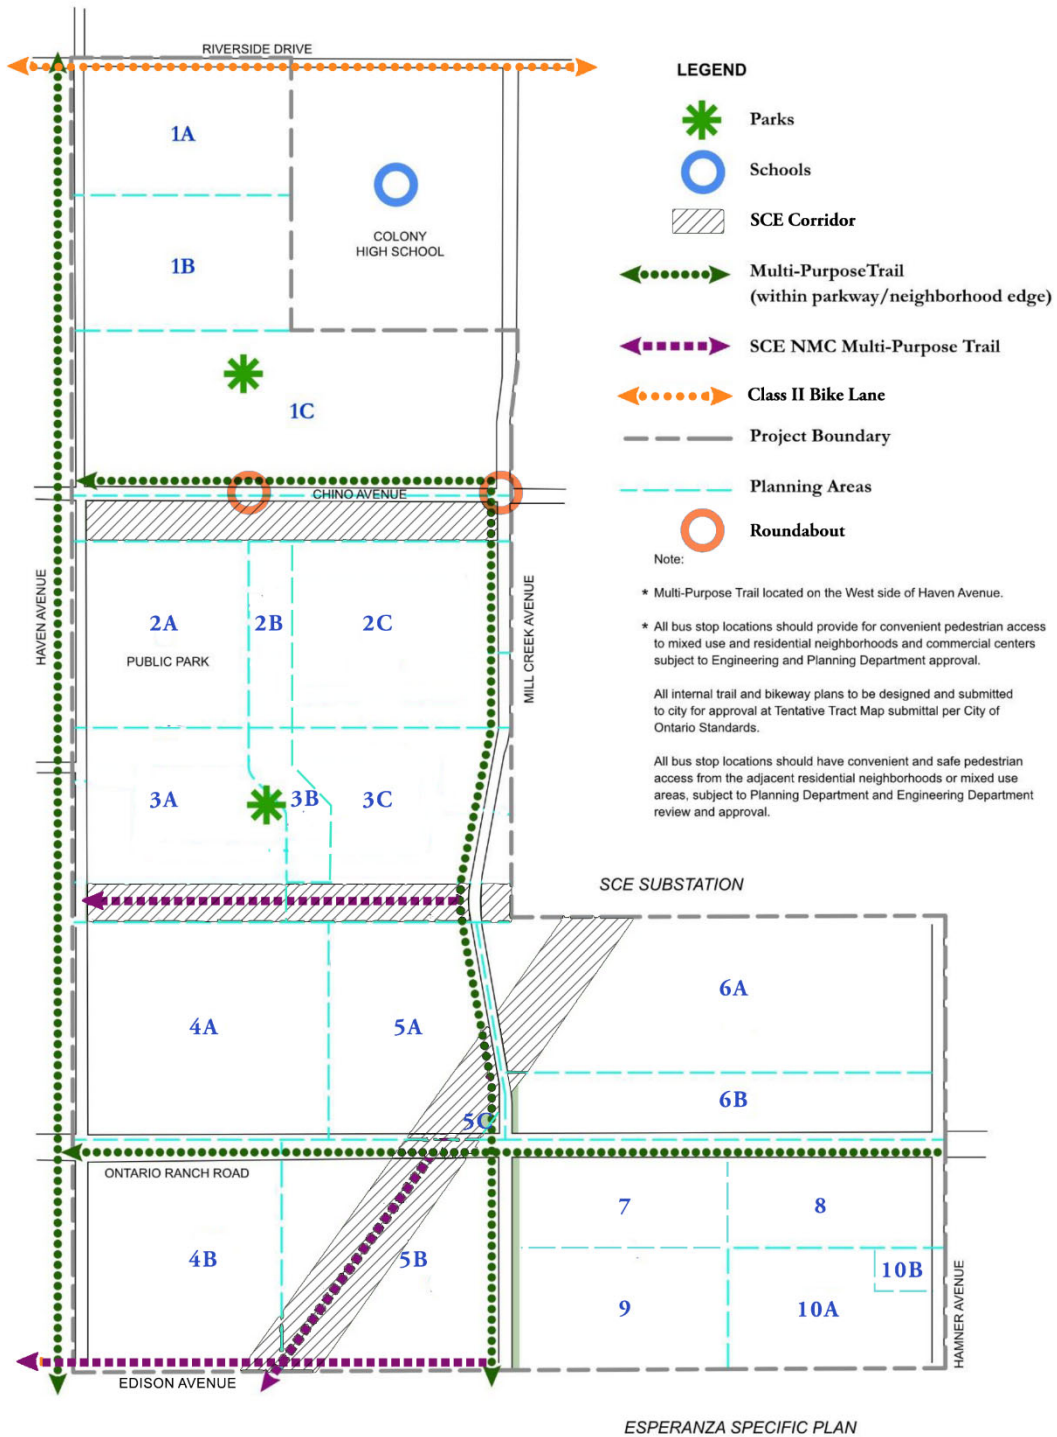 RIVERSIDE DRIVE
LEGEND
Parks
Schools
SCE Corridor
Multi-PurposeTrail
(within parkway/neighborhood edge)
SCE NMC Multi-Purpose Trail
Class II Bike Lane
Project Boundary
Planning Areas
Roundabout
Note:
* Multi-Purpose Trail located on the West side of Haven Avenue.
* All bus stop locations should provide for convenient pedestrian access
to mixed use and residential neighborhoods and commercial centers
subject to Engineering and Planning Department approval.
All internal trail and bikeway plans to be designed and submitted
to city for approval at Tentative Tract Map submittal per City of
Ontario Standards.
All bus stop locations should have convenient and safe pedestrian
access from the adjacent residential neighborhoods or mixed use
areas, subject to Planning Department and Engineering Department
review and approval.
1A
COLONY
HIGH SCHOOL
1B
1C
CHINO AVENUE
HAVEN AVENUE
MILL CREEK AVENUE
2A
2B
2C
PUBLIC PARK
3A
3B
3C
SCE SUBSTATION
4A
5A
6A
6B
5C
ONTARIO RANCH ROAD
4B
5B
7
8
9
10A
10B
HAMNER AVENUE
EDISON AVENUE
ESPERANZA SPECIFIC PLAN